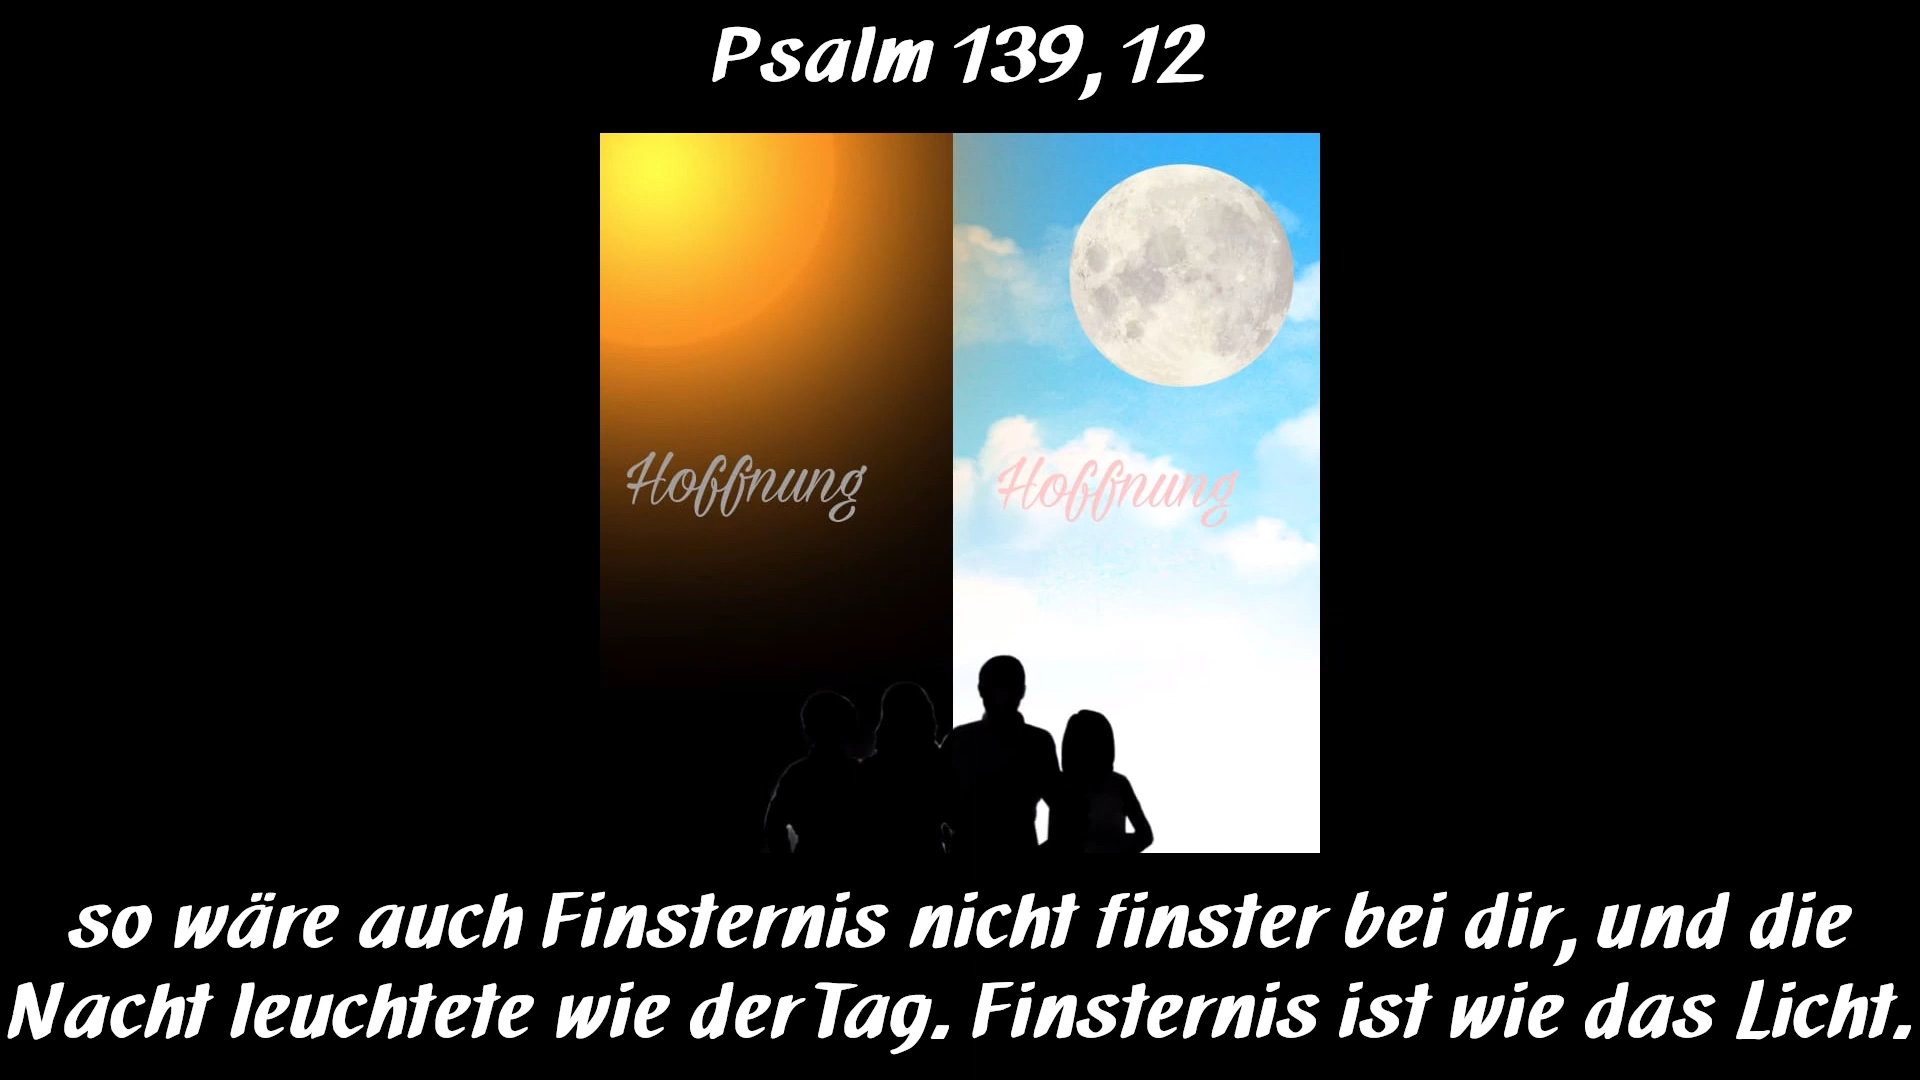 Psalm 139, 12
Hoffnung
Hoffnung
so wäre auch Finsternis nicht finster bei dir, und die
Nacht leuchtete wie der Tag. Finsternis ist wie das Licht.